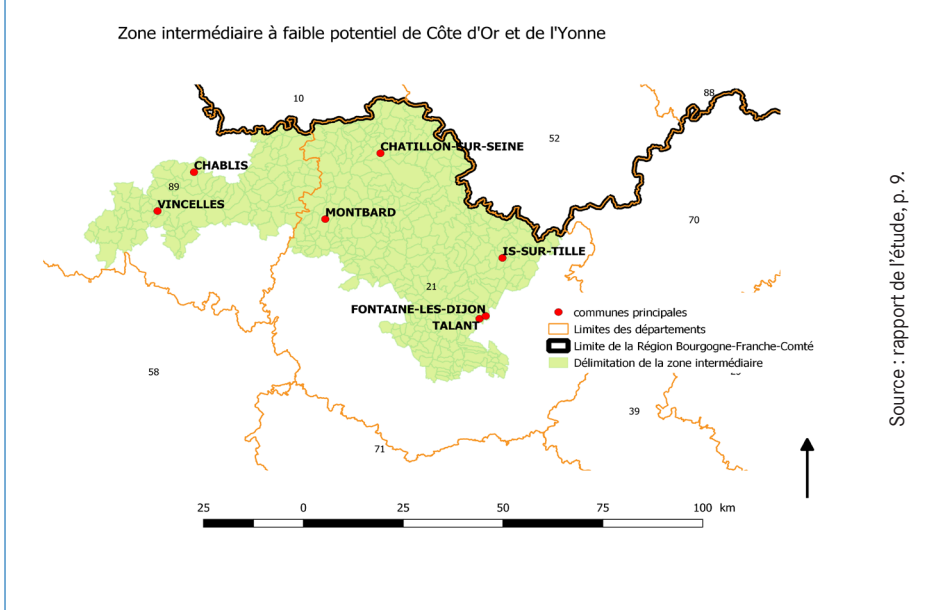 Zone intermédiaire à faible potentiel de Côte d'Or et de l'Yonne
10
88
52
CHATILLON-SUR-SEINE
CHABLIS
89
VINCELLES
MONTBARD
70
IS-SUR-TILLE
21
FONTAINE-LES-DIJON
TALANT
communes principales
Limites des départements
Limite de la Région Bourgogne-Franche-Comté
Délimitation de la zone intermédiaire
58
39
71
25 0 25 50 75 100 km
Source : rapport de l'étude, p. 9.